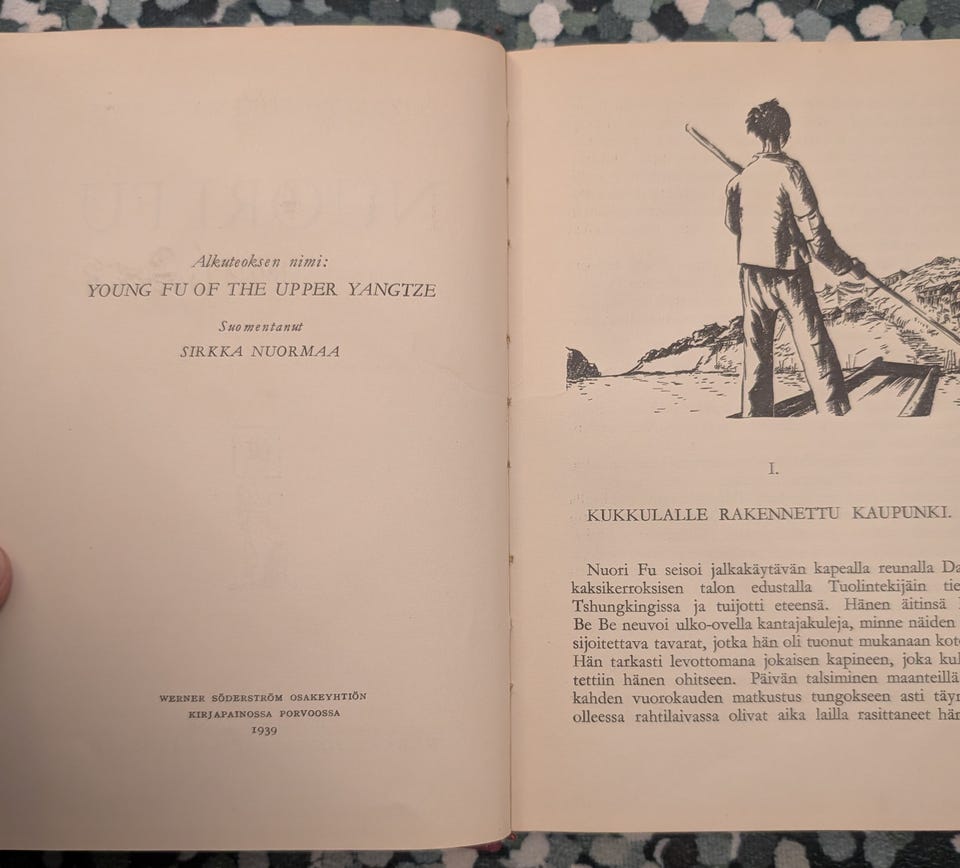 Alkuteoksen nimi:
YOUNG FU OF THE UPPER YANGTZE
Suomentanut
SIRKKA NUORMAA
WERNER SÖDERSTRÖM OSAKEYHTIÖN
KIRJAPAINOSSA PORVOOSSA
1939
I.
KUKKULALLE RAKENNETTU KAUPUNKI.
Nuori Fu seisoi jalkakäytävän kapealla reunalla
kaksikerroksisen talon edustalla Tuolintekijäin
Tshungkingissa ja tuijotti eteensä. Hänen äitinsä
Be Be neuvoi ulko-ovella kantajakuleja, minne näiden
sijoitettava tavarat, jotka hän oli tuonut mukanaan
Hän tarkasti levottomana jokaisen kapineen, joka
tettiin hänen ohitseen. Päivän talsiminen maanteillä
kahden vuorokauden matkustus tungokseen asti
olleessa rahtilaivassa olivat aika lailla rasittaneet